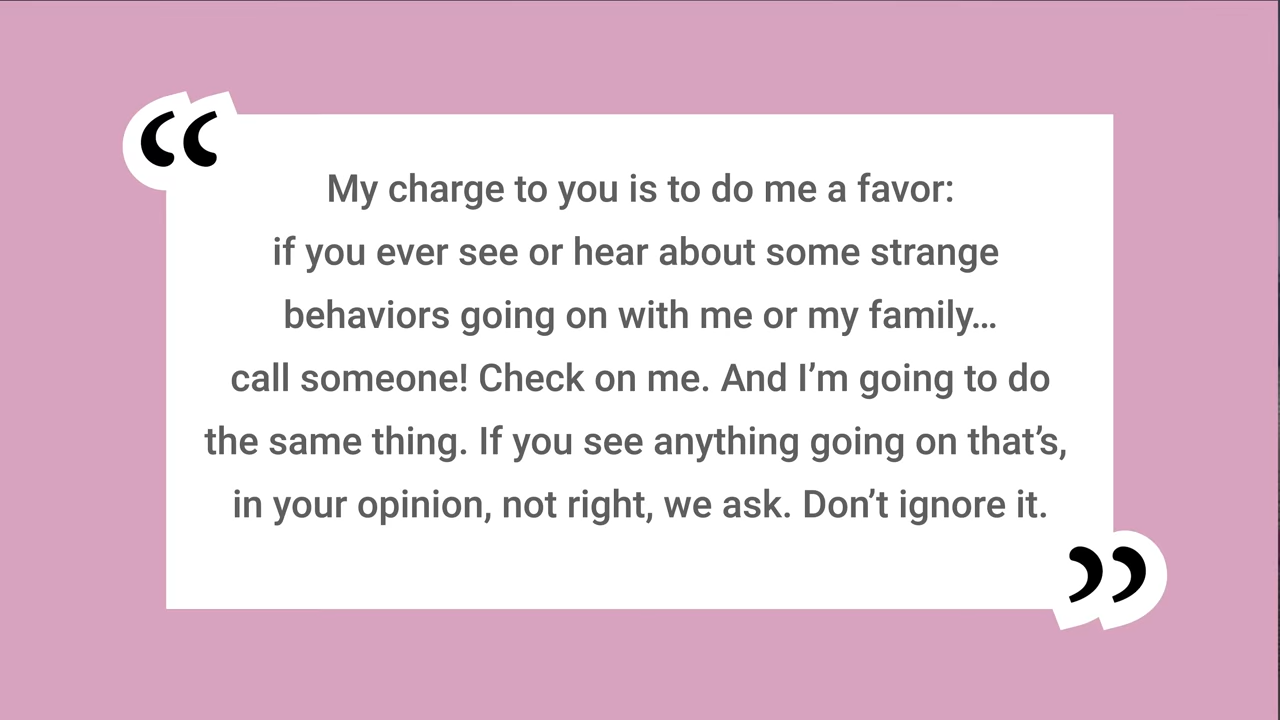 “
My charge to you is to do me a favor:
if you ever see or hear about some strange
behaviors going on with me or my family…
call someone! Check on me. And I’m going to do
the same thing. If you see anything going on that’s,
in your opinion, not right, we ask. Don’t ignore it.
”